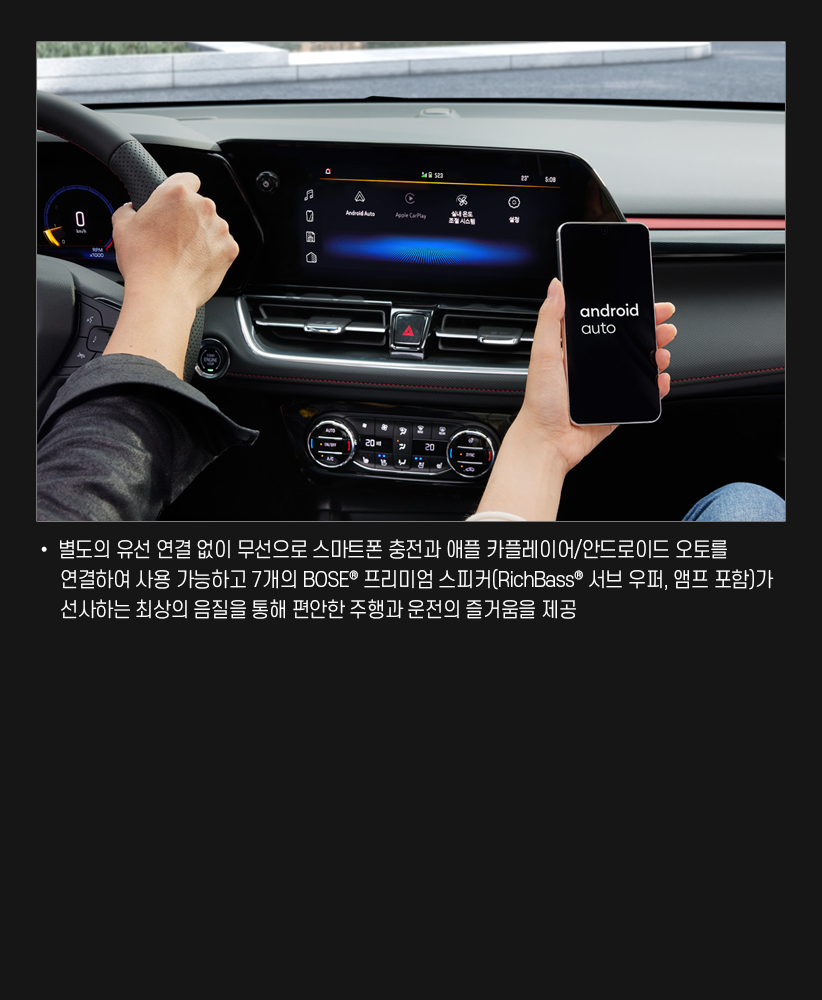 523
23°
5:08
Android Auto
Apple CarPlay
실내 온도
조절 시스템
설정
0
km/h
0
RPM
x1000
android
auto
ENGINE
AUTO
ON/OFF
A/C
20
20
SYNC
• 별도의 유선 연결 없이 무선으로 스마트폰 충전과 애플 카플레이어/안드로이드 오토를
연결하여 사용 가능하고 7개의 BOSE® 프리미엄 스피커(RichBass® 서브 우퍼, 앰프 포함)가
선사하는 최상의 음질을 통해 편안한 주행과 운전의 즐거움을 제공